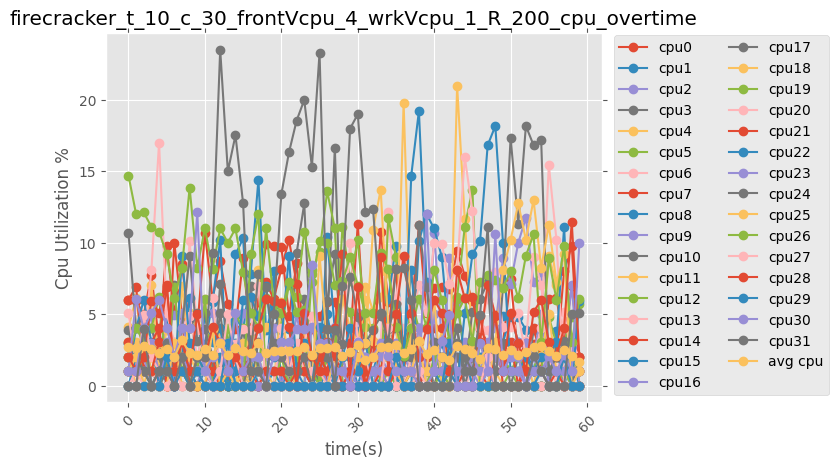 firecracker_t_10_c_30_frontVcpu_4_wrkVcpu_1_R_200_cpu_overtime
Cpu Utilization %
20
15
10
5
0
0 10 20 30 40 50 60
time(s)
cpu0
cpu1
cpu2
cpu3
cpu4
cpu5
cpu6
cpu7
cpu8
cpu9
cpu10
cpu11
cpu12
cpu13
cpu14
cpu15
cpu16
cpu17
cpu18
cpu19
cpu20
cpu21
cpu22
cpu23
cpu24
cpu25
cpu26
cpu27
cpu28
cpu29
cpu30
cpu31
avg cpu